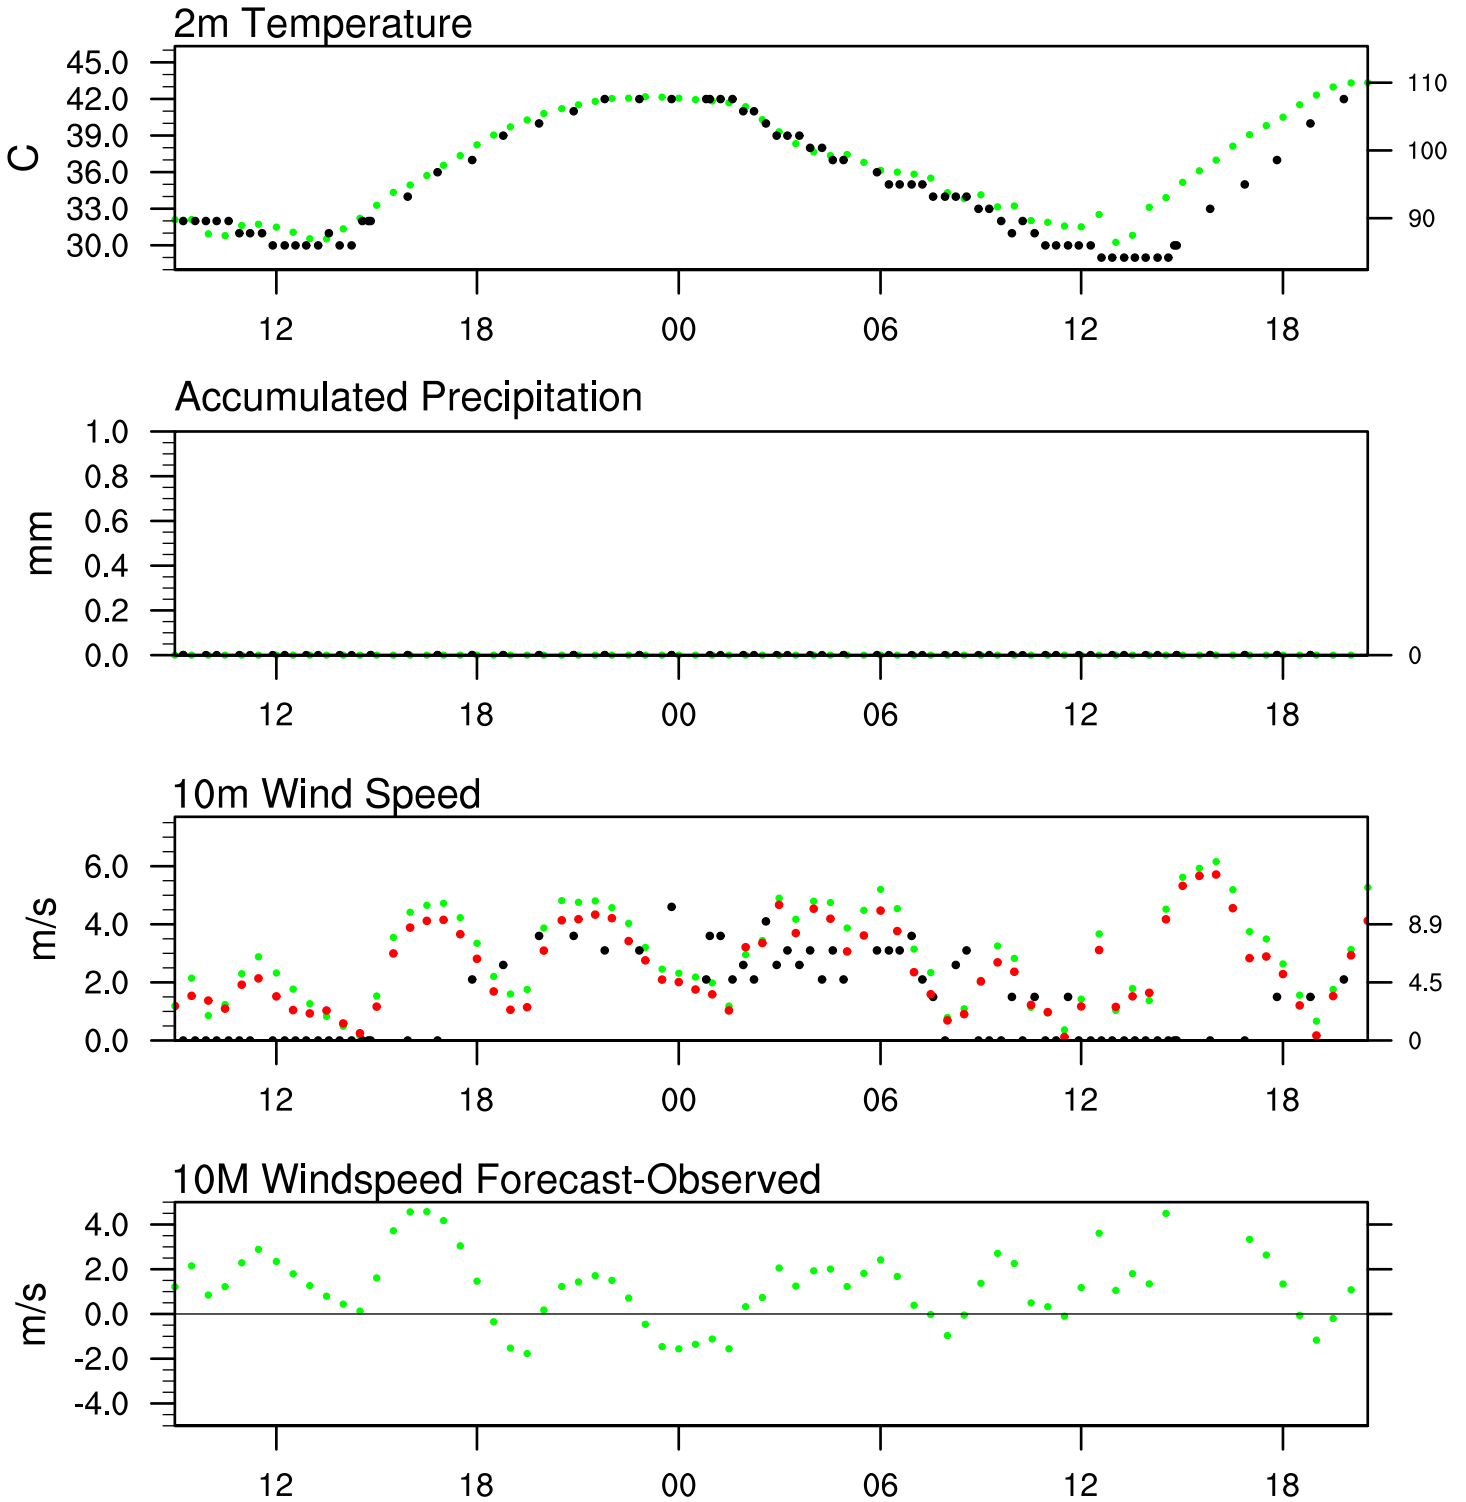 2m Temperature
45.0
42.0
39.0
36.0
33.0
30.0
C
110
100
90
12 18 00 06 12 18
Accumulated Precipitation
1.0
0.8
0.6
0.4
0.2
0.0
mm
0
12 18 00 06 12 18
10m Wind Speed
6.0
4.0
2.0
0.0
m/s
8.9
4.5
0
12 18 00 06 12 18
10M Windspeed Forecast-Observed
4.0
2.0
0.0
-2.0
-4.0
m/s
12 18 00 06 12 18